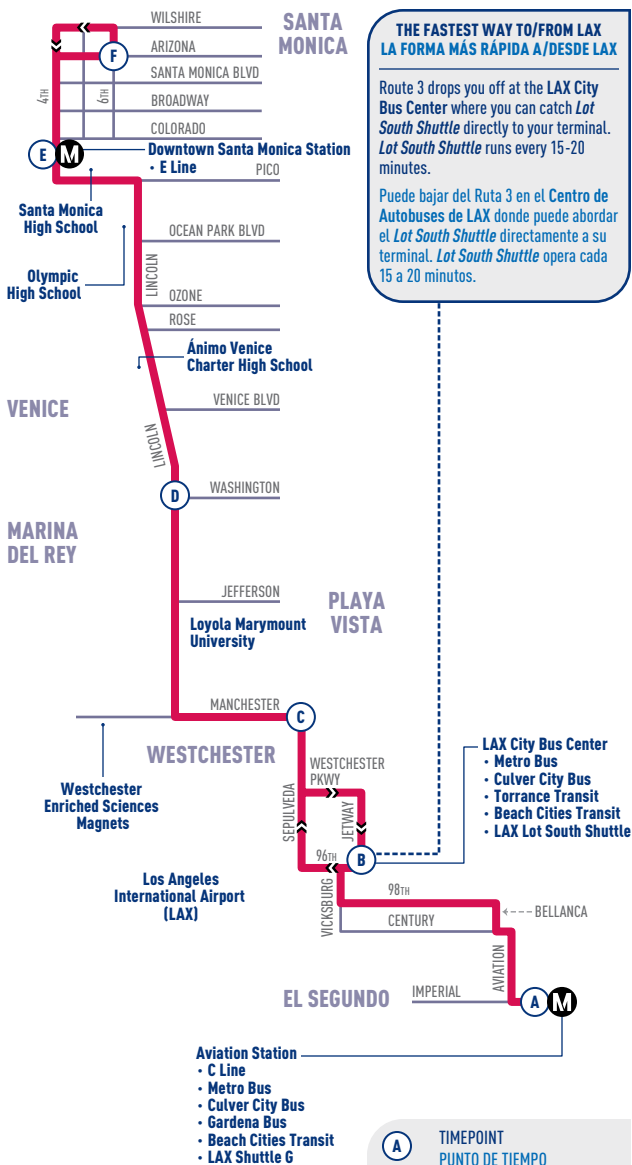 WILSHIRE
SANTA
MONICA
ARIZONA
F
SANTA MONICA BLVD
4TH
6TH
BROADWAY
COLORADO
E
M
Downtown Santa Monica Station
· E Line
PICO
Santa Monica
High School
OCEAN PARK BLVD
Olympic
High School
LINCOLN
OZONE
ROSE
Ánimo Venice
Charter High School
VENICE
VENICE BLVD
LINCOLN
D
WASHINGTON
MARINA
DEL REY
JEFFERSON
PLAYA
VISTA
Loyola Marymount
University
MANCHESTER
C
WESTCHESTER
WESTCHESTER
PKWY
Westchester
Enriched Sciences
Magnets
SEPULVEDA
JETWAY
96TH
B
LAX City Bus Center
· Metro Bus
· Culver City Bus
· Torrance Transit
· Beach Cities Transit
· LAX Lot South Shuttle
Los Angeles
International Airport
(LAX)
VICKSBURG
98TH
BELLANCA
CENTURY
AVIATION
EL SEGUNDO
IMPERIAL
A
M
Aviation Station
· C Line
· Metro Bus
· Culver City Bus
· Gardena Bus
· Beach Cities Transit
· LAX Shuttle G
THE FASTEST WAY TO/FROM LAX
LA FORMA MÁS RÁPIDA A/DESDE LAX
Route 3 drops you off at the LAX City
Bus Center where you can catch Lot
South Shuttle directly to your terminal.
Lot South Shuttle runs every 15-20
minutes.
Puede bajar del Ruta 3 en el Centro de
Autobuses de LAX donde puede abordar
el Lot South Shuttle directamente a su
terminal. Lot South Shuttle opera cada
15 a 20 minutos.
A
TIMEPOINT
PUNTO DE TIEMPO